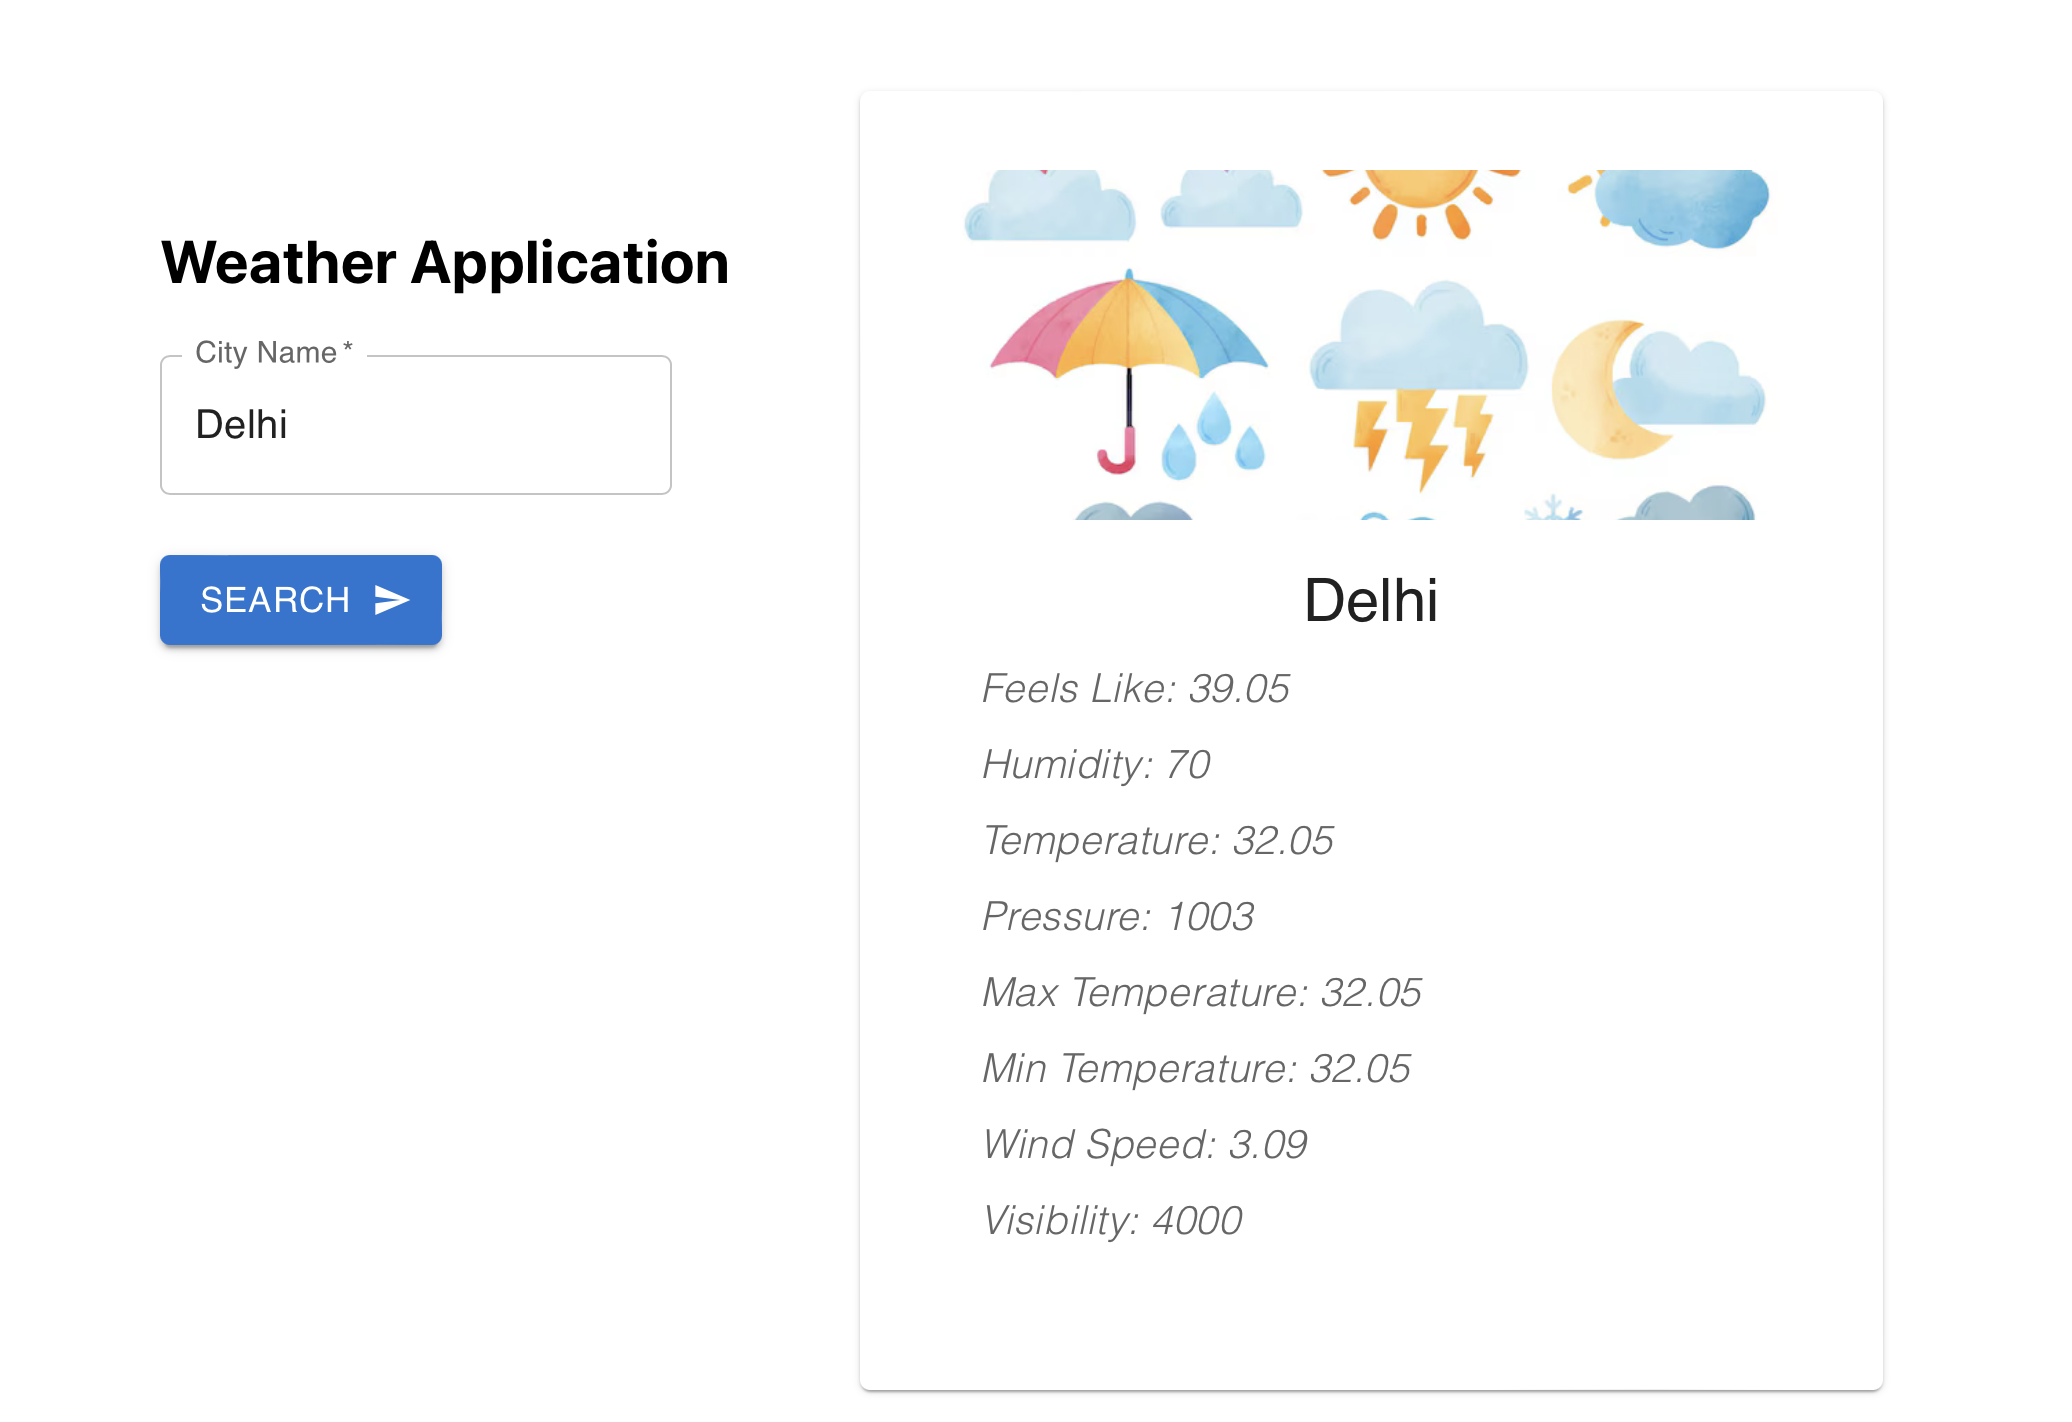 Weather Application
City Name *
Delhi
SEARCH
Delhi
Feels Like: 39.05
Humidity: 70
Temperature: 32.05
Pressure: 1003
Max Temperature: 32.05
Min Temperature: 32.05
Wind Speed: 3.09
Visibility: 4000